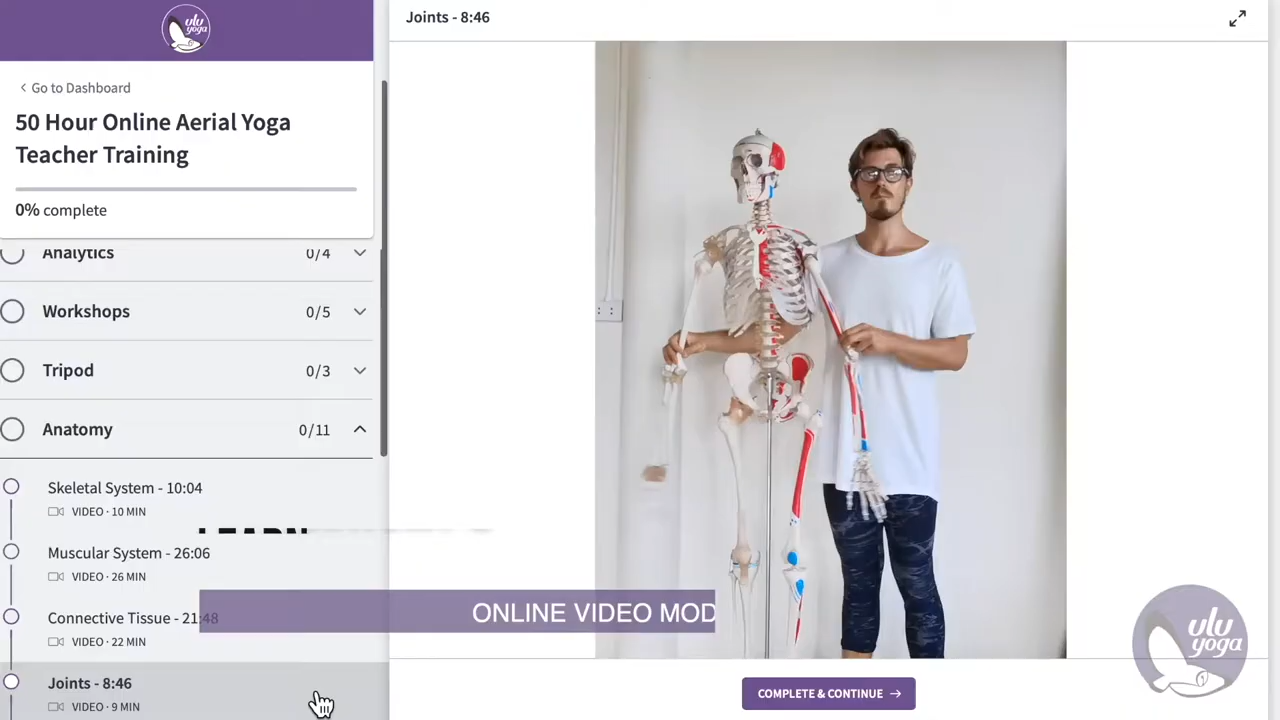 ulu
yoga
Go to Dashboard
50 Hour Online Aerial Yoga
Teacher Training
0% complete
Analytics 0/4
Workshops 0/5
Tripod 0/3
Anatomy 0/11
Skeletal System - 10:04
VIDEO · 10 MIN
Muscular System - 26:06
VIDEO · 26 MIN
Connective Tissue - 21:48
VIDEO · 22 MIN
Joints - 8:46
VIDEO · 9 MIN
Joints - 8:46
ONLINE VIDEO MOD
COMPLETE & CONTINUE →
ulu
yoga